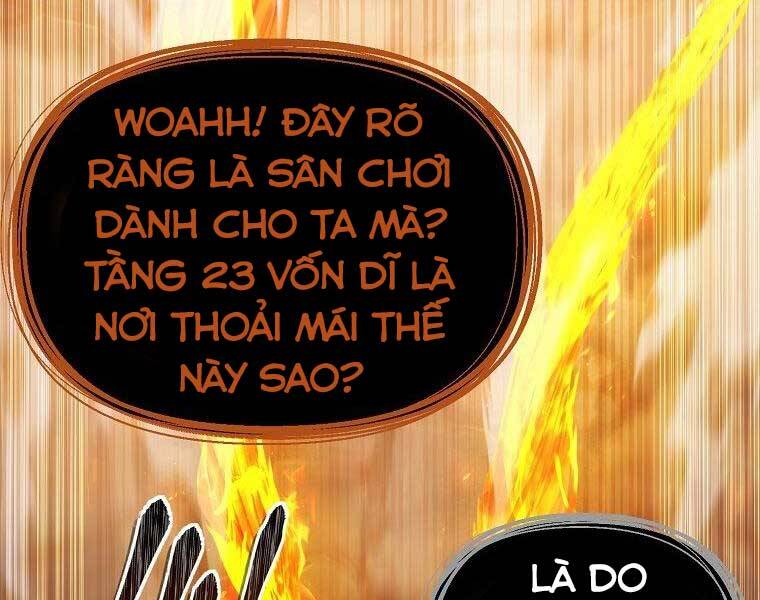 WOAHH! ĐÂY RÕ
RÀNG LÀ SÂN CHƠI
DÀNH CHO TA MÀ?
TẦNG 23 VỐN DĨ LÀ
NƠI THOẢI MÁI THẾ
NÀY SAO?
LÀ DO